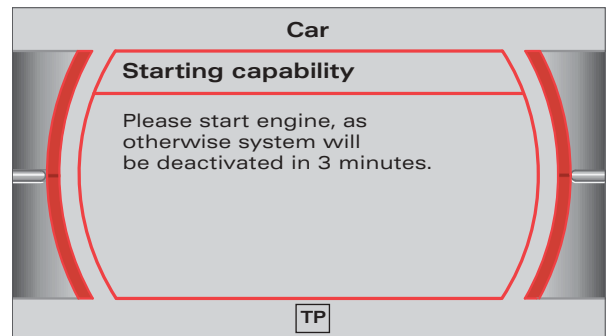 Car
Starting capability
Please start engine, as
otherwise system will
be deactivated in 3 minutes.
TP